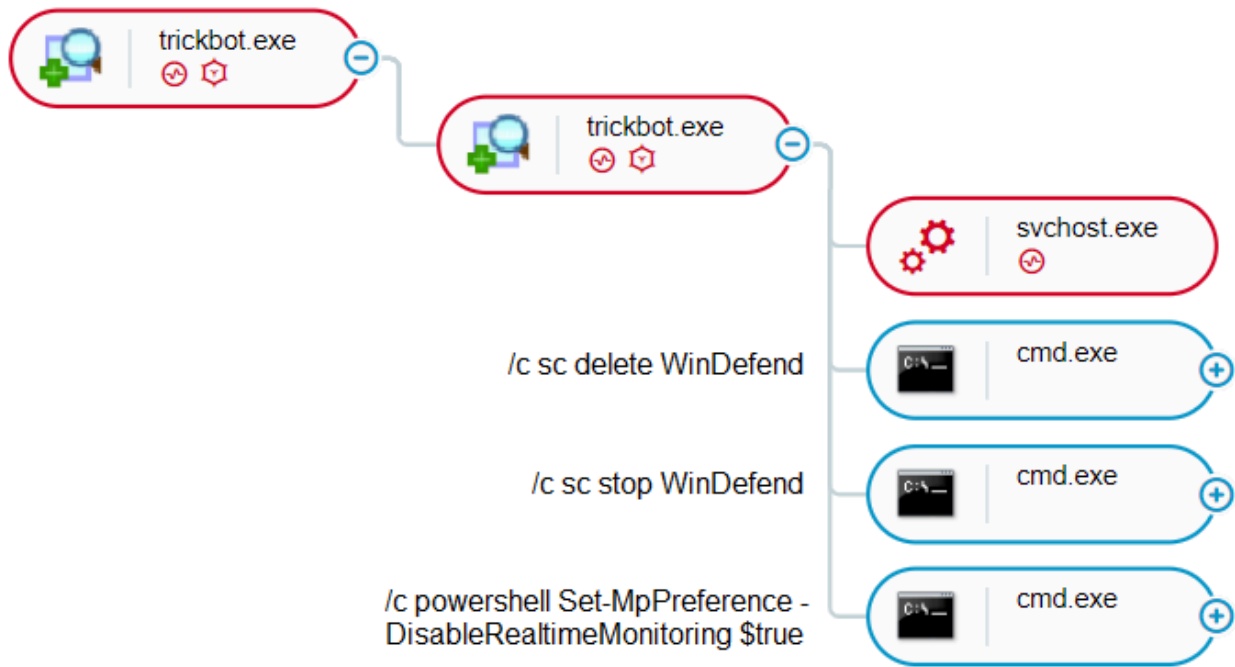 trickbot.exe
trickbot.exe
svchost.exe
/c sc delete WinDefend
cmd.exe
C:\
/c sc stop WinDefend
cmd.exe
C:\
/c powershell Set-MpPreference -
DisableRealtimeMonitoring $true
cmd.exe
C:\